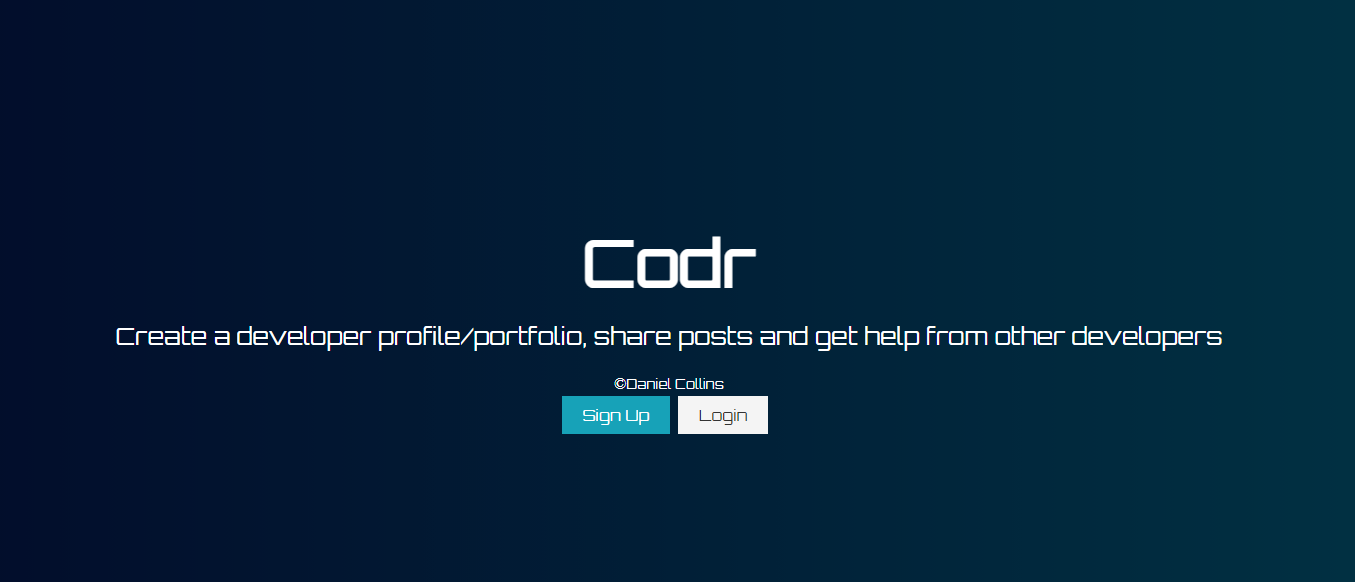 Codr
Create a developer profile/portfolio, share posts and get help from other developers
©Daniel Collins
Sign Up Login